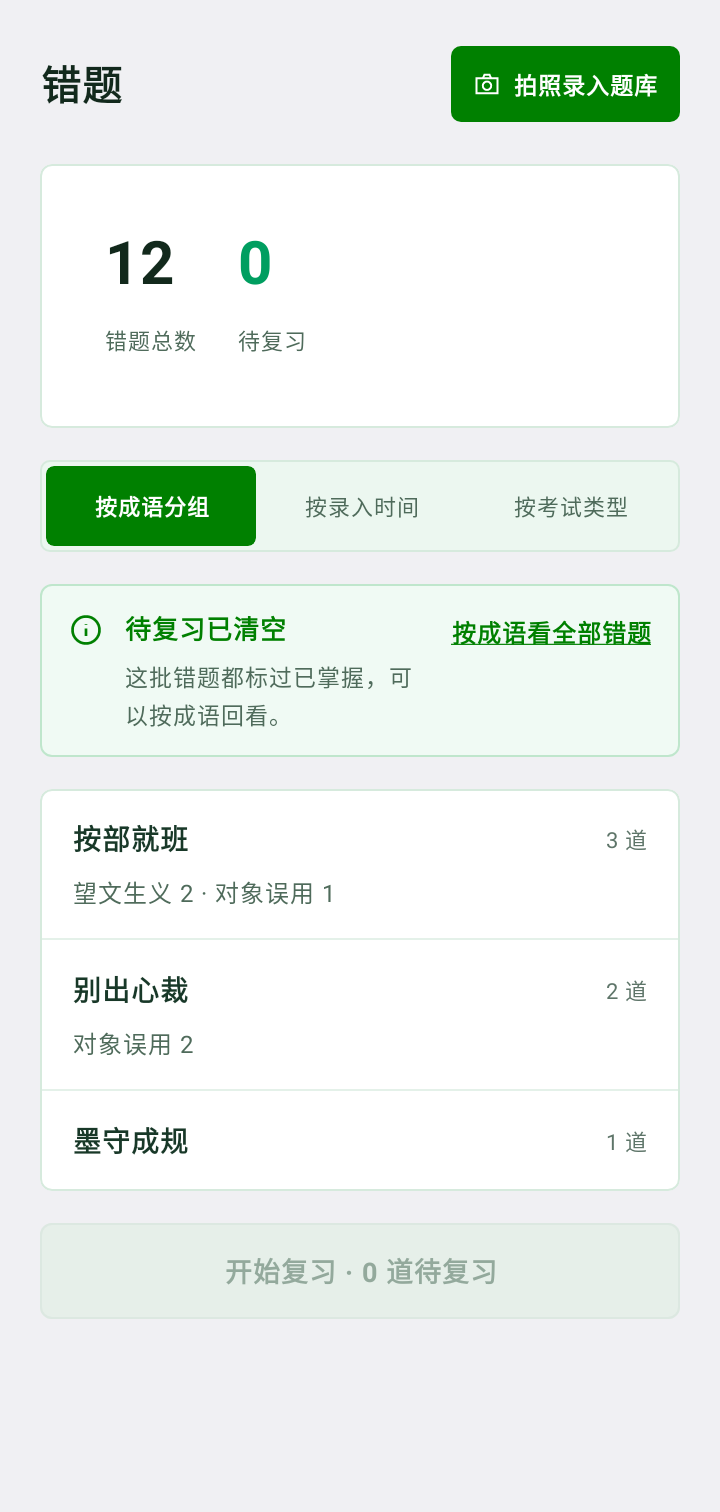 错题
拍照录入题库
12
0
错题总数
待复习
按成语分组
按录入时间
按考试类型
待复习已清空
按成语看全部错题
这批错题都标过已掌握，可
以按成语回看。
按部就班
3 道
望文生义 2 · 对象误用 1
别出心裁
2 道
对象误用 2
墨守成规
1 道
开始复习 · 0 道待复习